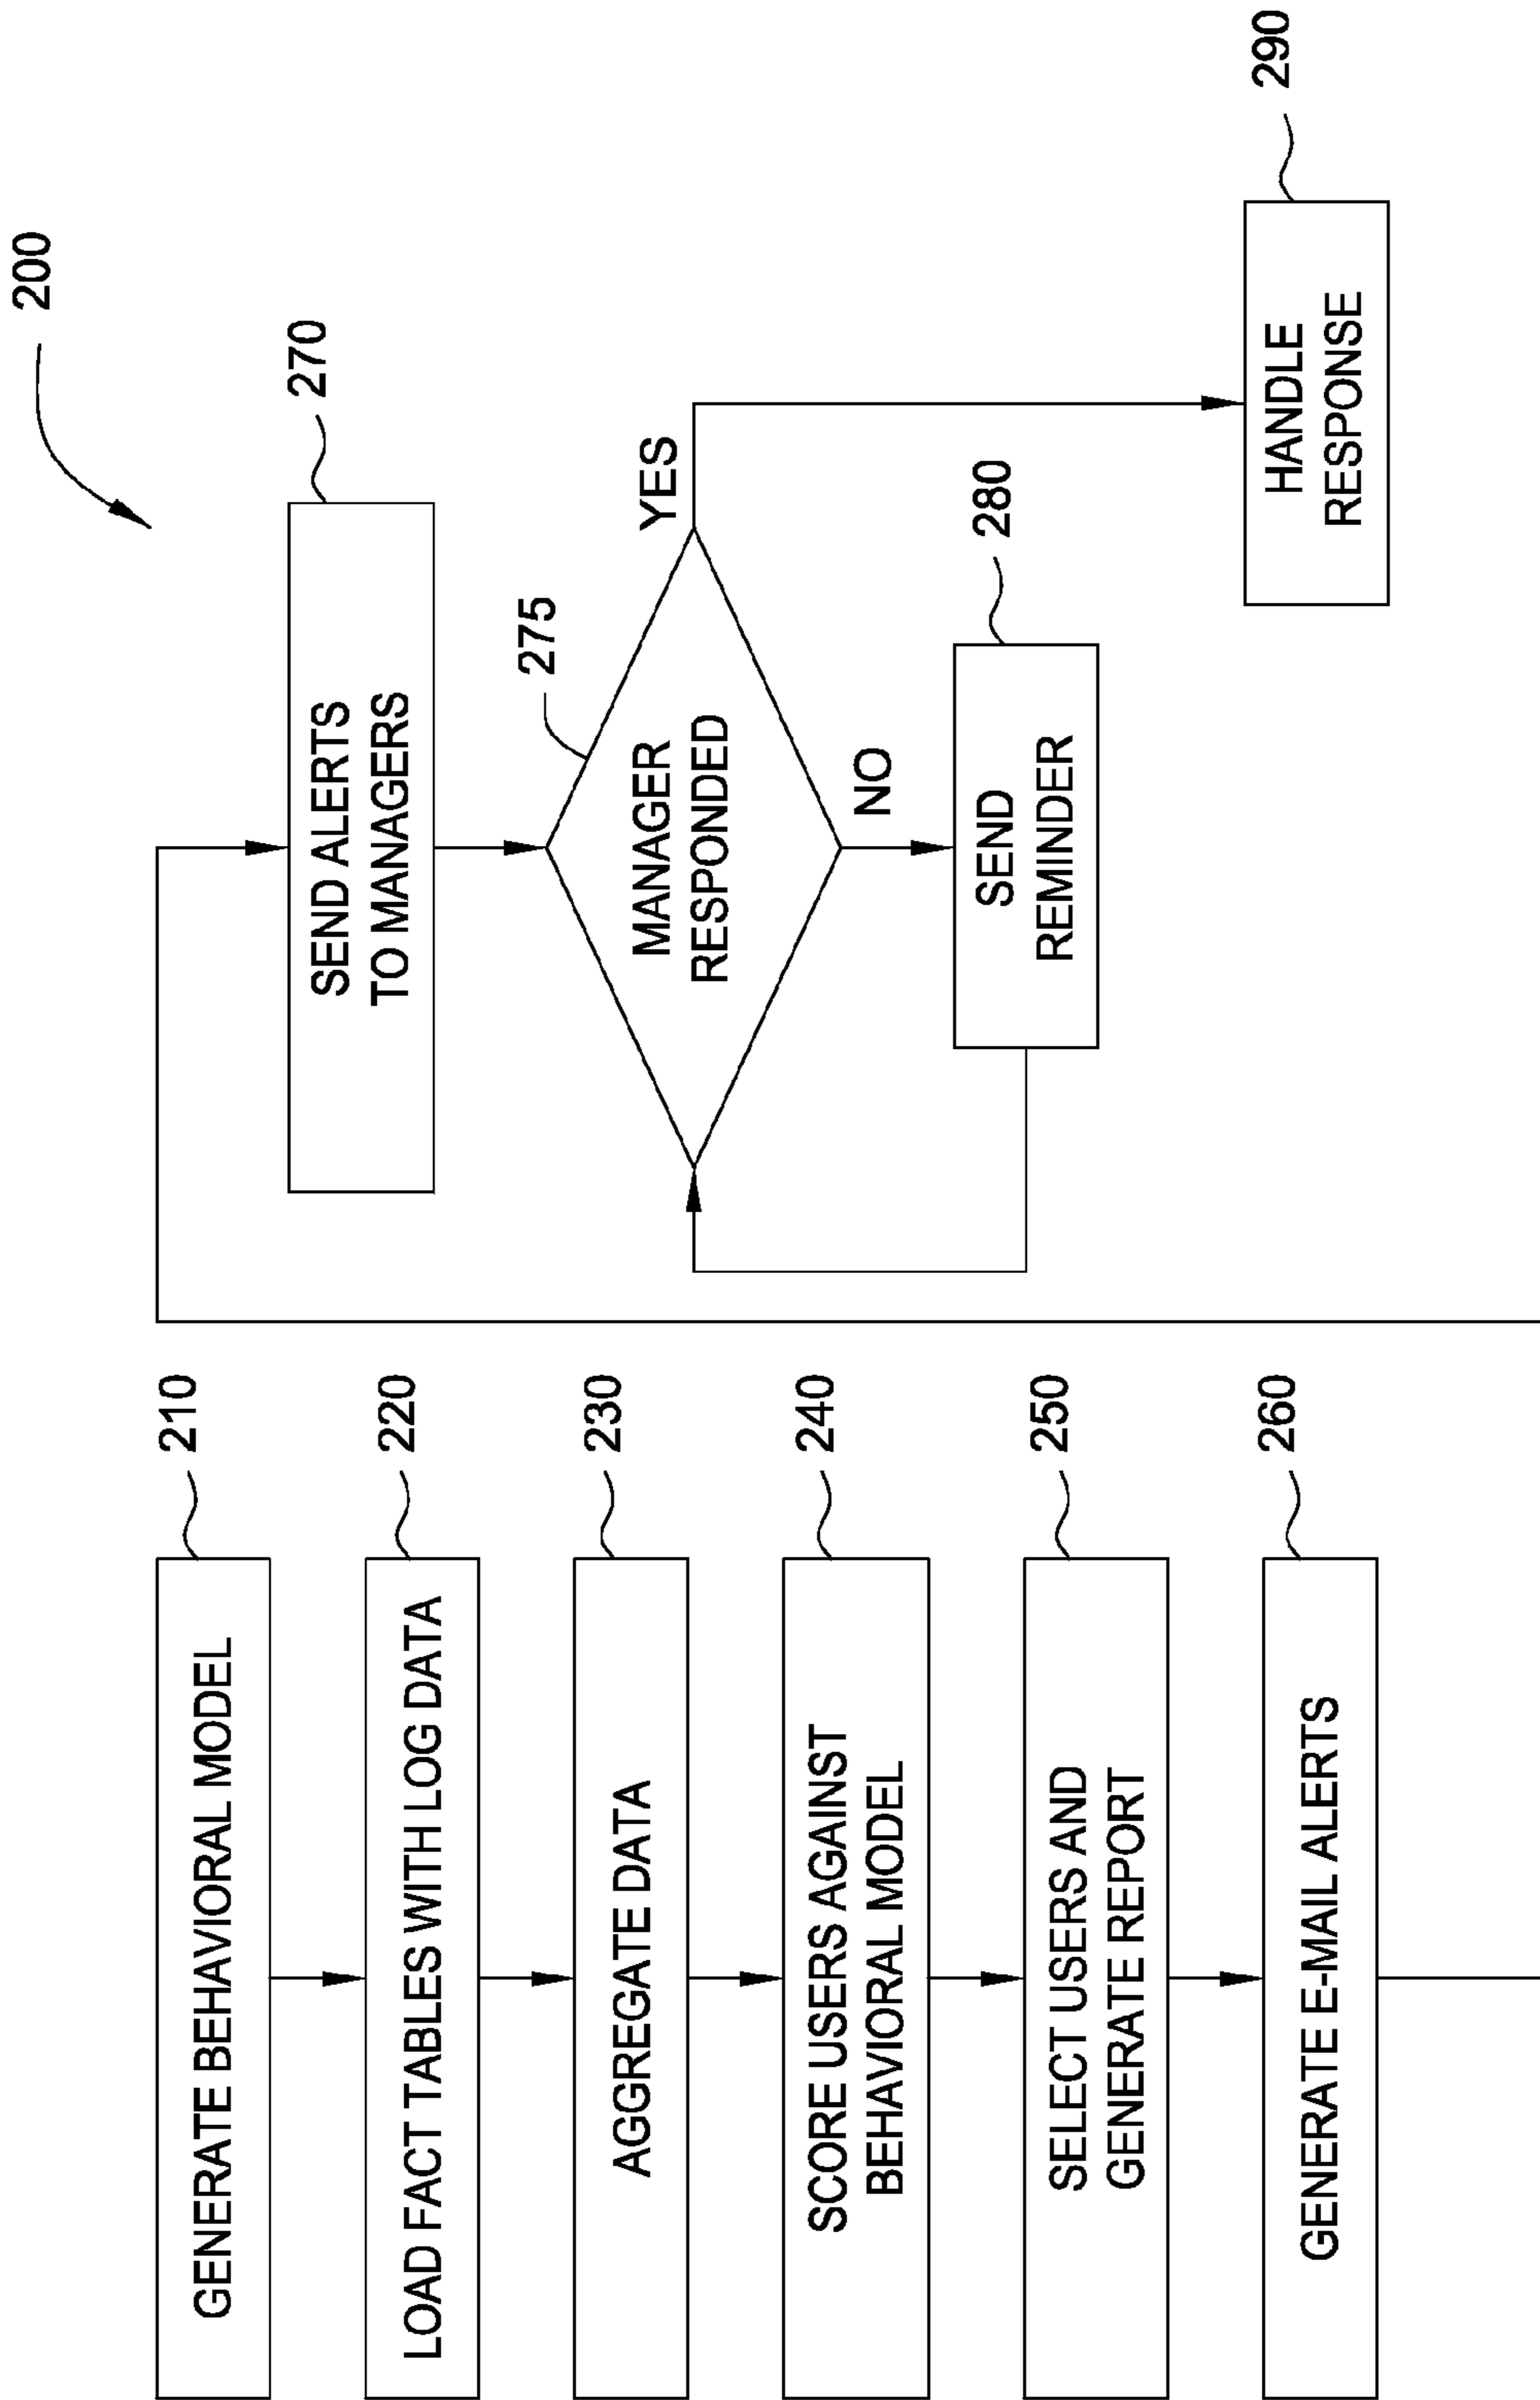 200
GENERATE BEHAVIORAL MODEL
210
LOAD FACT TABLES WITH LOG DATA
220
AGGREGATE DATA
230
SCORE USERS AGAINST
BEHAVIORAL MODEL
240
SELECT USERS AND
GENERATE REPORT
250
GENERATE E-MAIL ALERTS
260
SEND ALERTS
TO MANAGERS
270
MANAGER
RESPONDED
275
YES
NO
SEND
REMINDER
280
HANDLE
RESPONSE
290